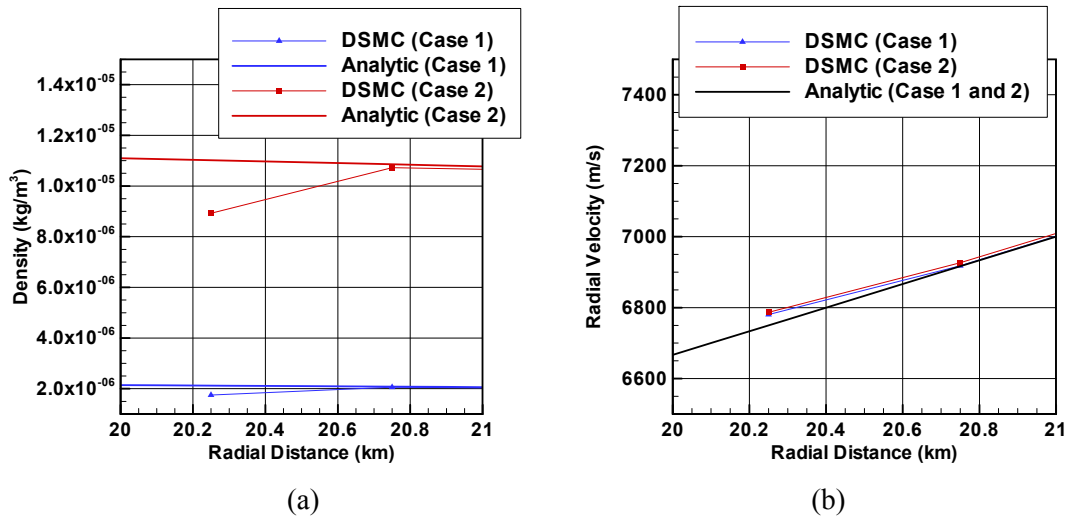 DSMC (Case 1)
Analytic (Case 1)
DSMC (Case 2)
Analytic (Case 2)
1.4x10⁻⁰⁵
1.2x10⁻⁰⁵
1.0x10⁻⁰⁵
8.0x10⁻⁰⁶
6.0x10⁻⁰⁶
4.0x10⁻⁰⁶
2.0x10⁻⁰⁶
Density (kg/m³)
20 20.2 20.4 20.6 20.8 21
Radial Distance (km)
(a)
DSMC (Case 1)
DSMC (Case 2)
Analytic (Case 1 and 2)
7400
7200
7000
6800
6600
Radial Velocity (m/s)
20 20.2 20.4 20.6 20.8 21
Radial Distance (km)
(b)